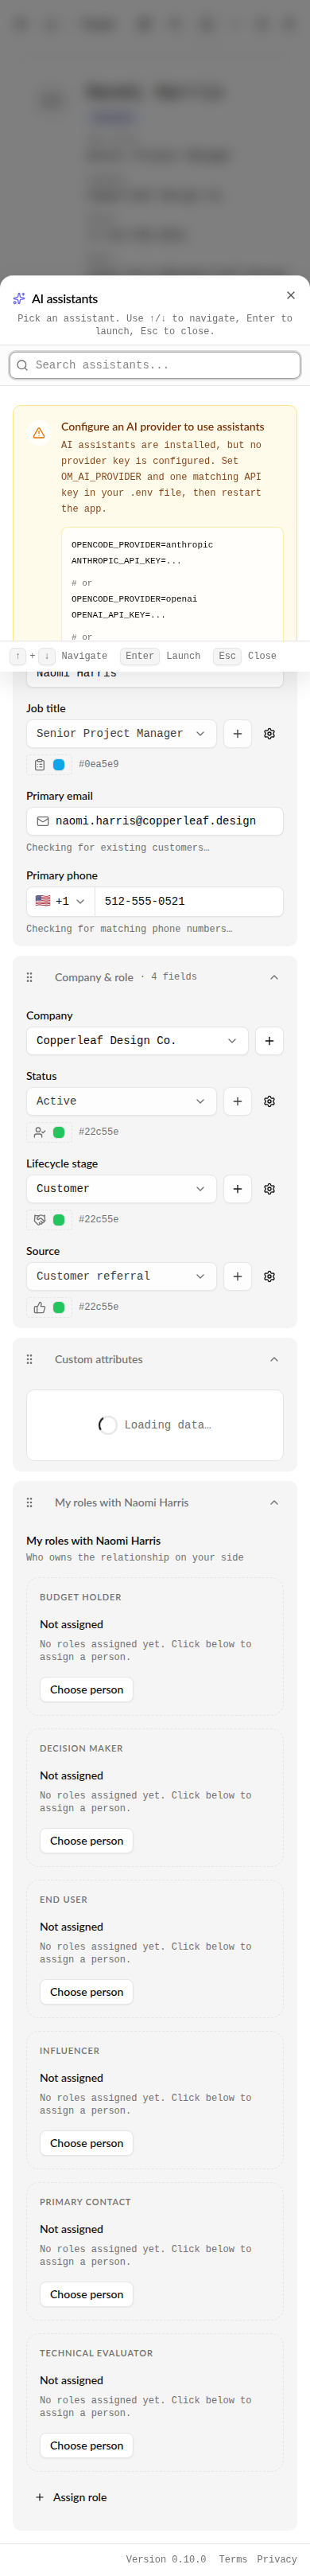 AI assistants
Pick an assistant. Use ↑/↓ to navigate, Enter to
launch, Esc to close.
Search assistants...
Configure an AI provider to use assistants
AI assistants are installed, but no
provider key is configured. Set
OM_AI_PROVIDER and one matching API
key in your .env file, then restart
the app.
OPENCODE_PROVIDER=anthropic
ANTHROPIC_API_KEY=...
# or
OPENCODE_PROVIDER=openai
OPENAI_API_KEY=...
# or
↑ + ↓ Navigate Enter Launch Esc Close
Naomi Harris
Job title
Senior Project Manager
#0ea5e9
Primary email
naomi.harris@copperleaf.design
Checking for existing customers…
Primary phone
+1 512-555-0521
Checking for matching phone numbers…
Company & role · 4 fields
Company
Copperleaf Design Co.
Status
Active
#22c55e
Lifecycle stage
Customer
#22c55e
Source
Customer referral
#22c55e
Custom attributes
Loading data…
My roles with Naomi Harris
My roles with Naomi Harris
Who owns the relationship on your side
BUDGET HOLDER
Not assigned
No roles assigned yet. Click below to
assign a person.
Choose person
DECISION MAKER
Not assigned
No roles assigned yet. Click below to
assign a person.
Choose person
END USER
Not assigned
No roles assigned yet. Click below to
assign a person.
Choose person
INFLUENCER
Not assigned
No roles assigned yet. Click below to
assign a person.
Choose person
PRIMARY CONTACT
Not assigned
No roles assigned yet. Click below to
assign a person.
Choose person
TECHNICAL EVALUATOR
Not assigned
No roles assigned yet. Click below to
assign a person.
Choose person
+ Assign role
Version 0.10.0 Terms Privacy